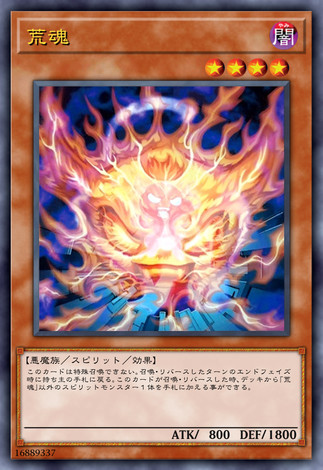 荒魂
やみ
闇
【悪魔族／スピリット／効果】
このカードは特殊召喚できない。召喚・リバースしたターンのエンドフェイズ
時に持ち主の手札に戻る。このカードが召喚・リバースした時、デッキから「荒
魂」以外のスピリットモンスター１体を手札に加える事ができる。
ATK/ 800 DEF/1800
16889337